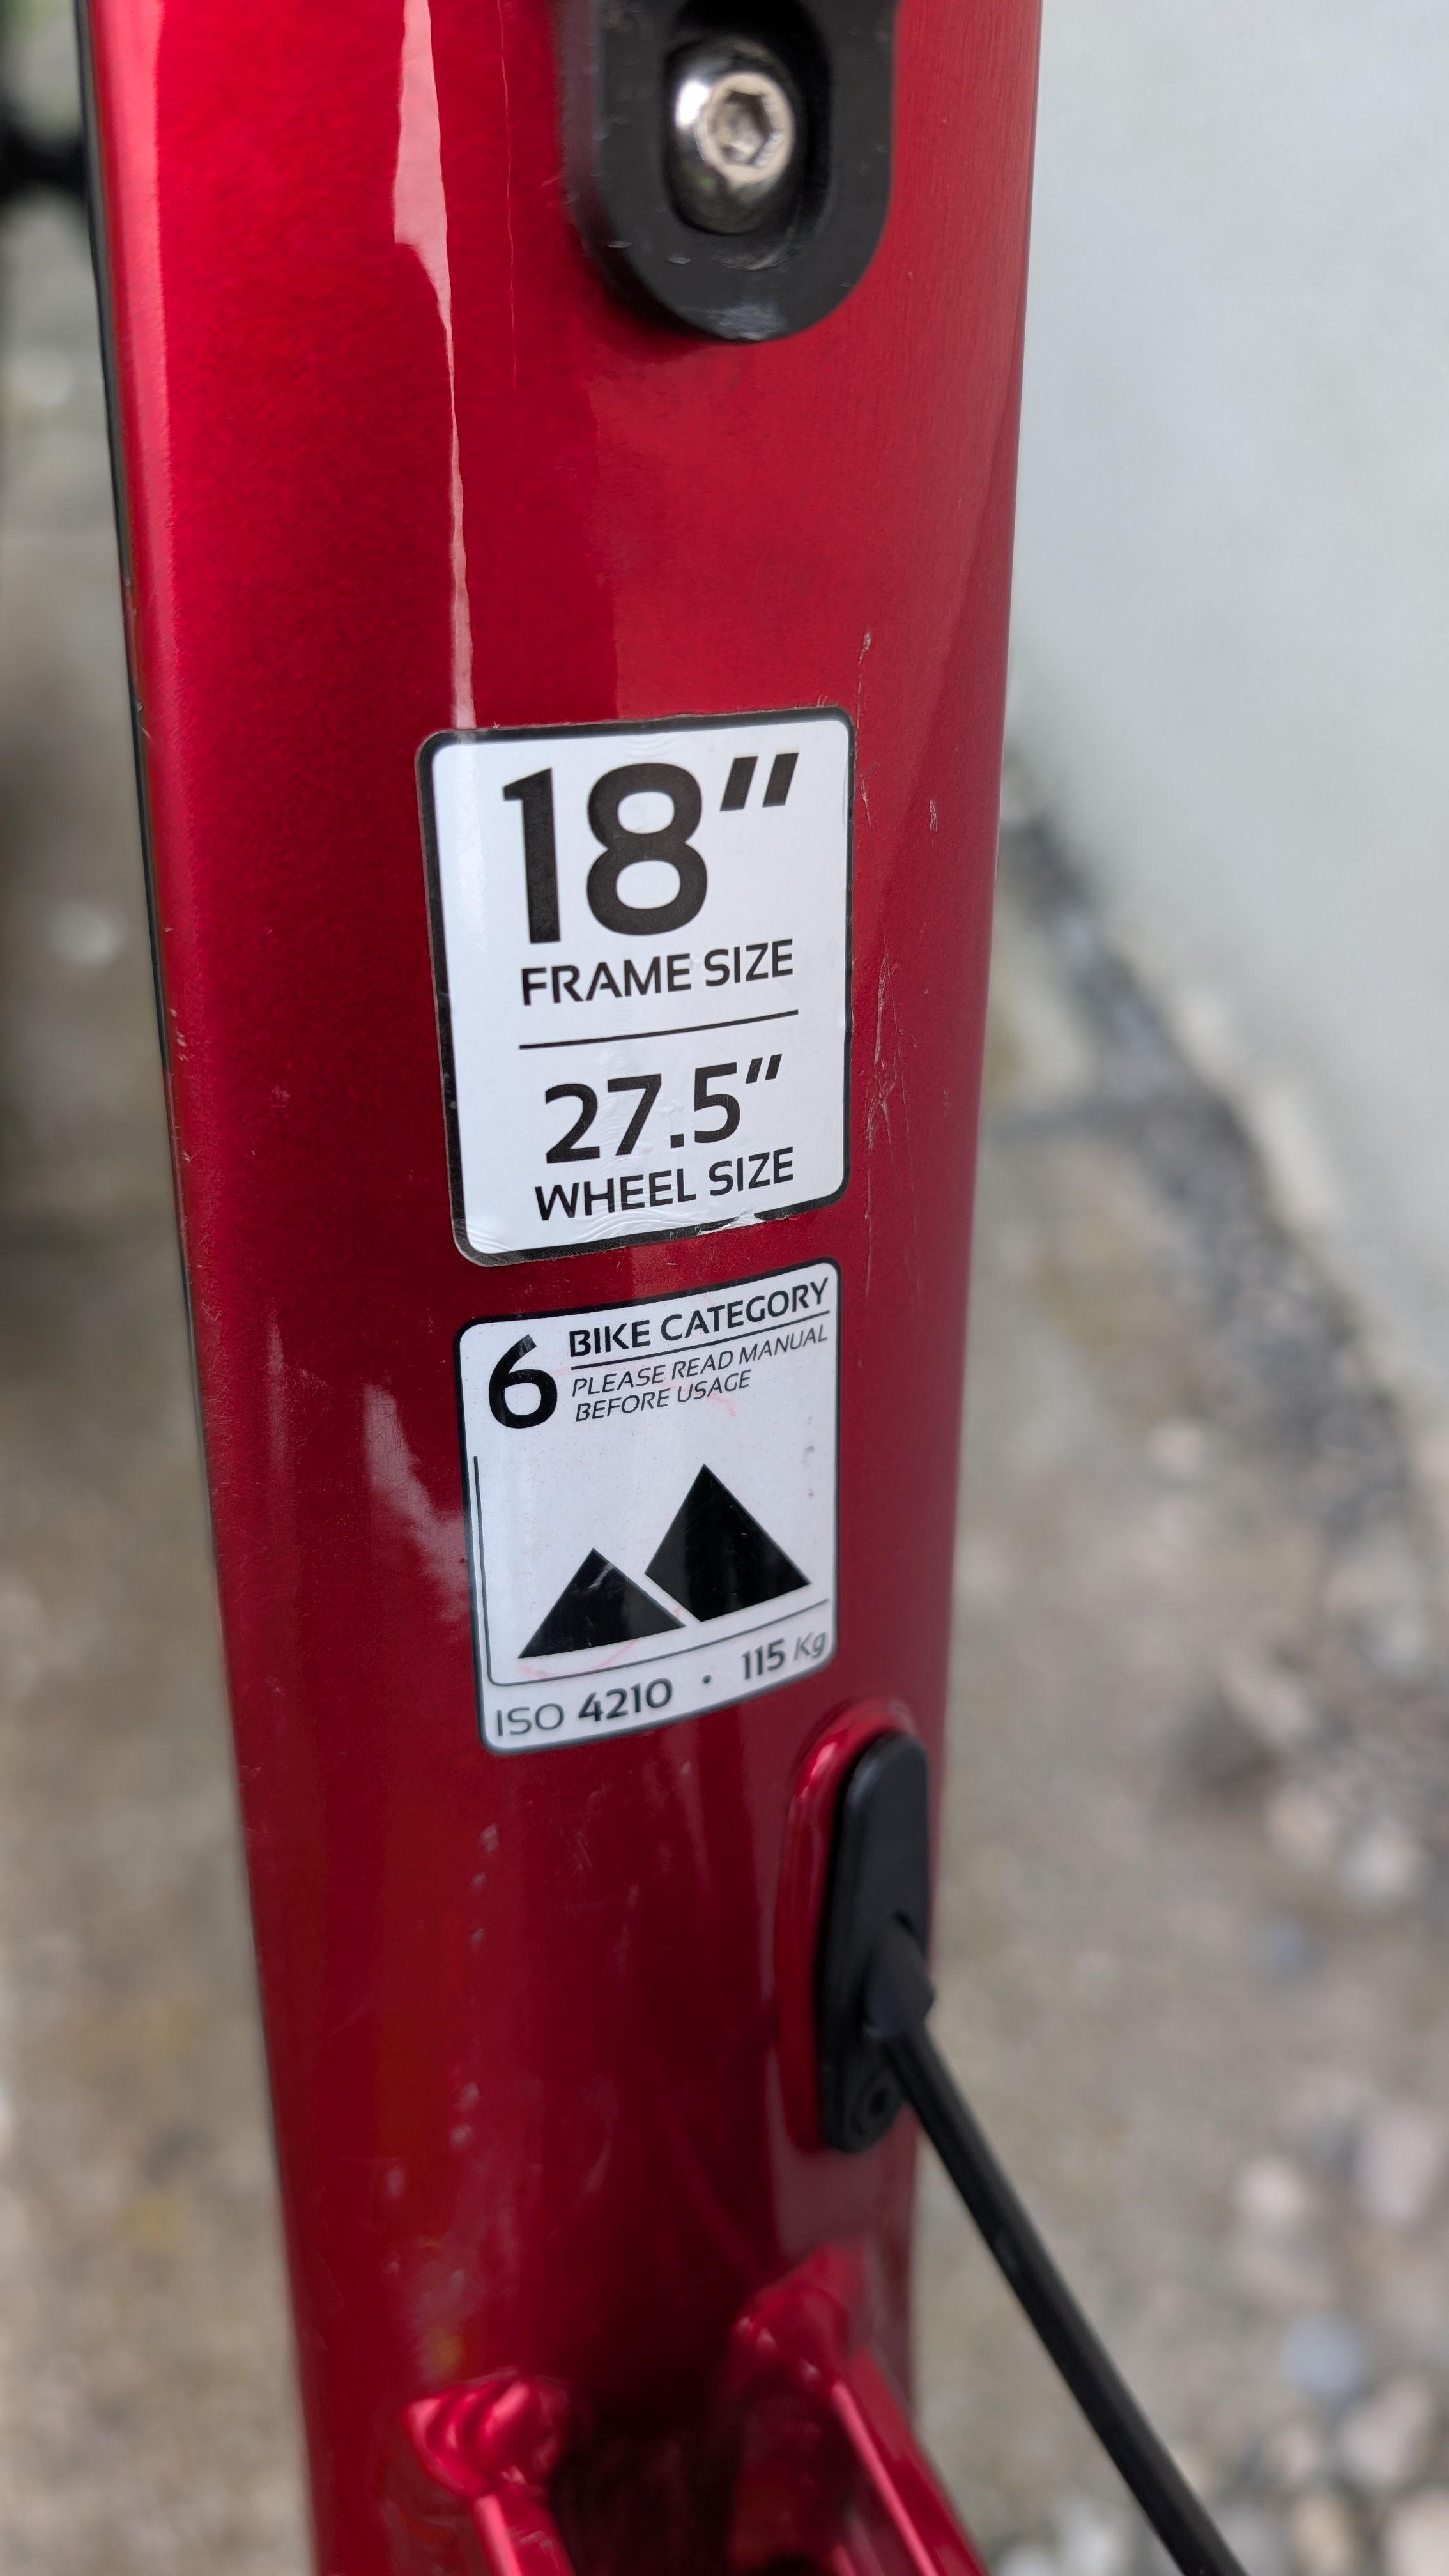 18"
FRAME SIZE
27.5"
WHEEL SIZE
6 BIKE CATEGORY
PLEASE READ MANUAL
BEFORE USAGE
ISO 4210 · 115 Kg